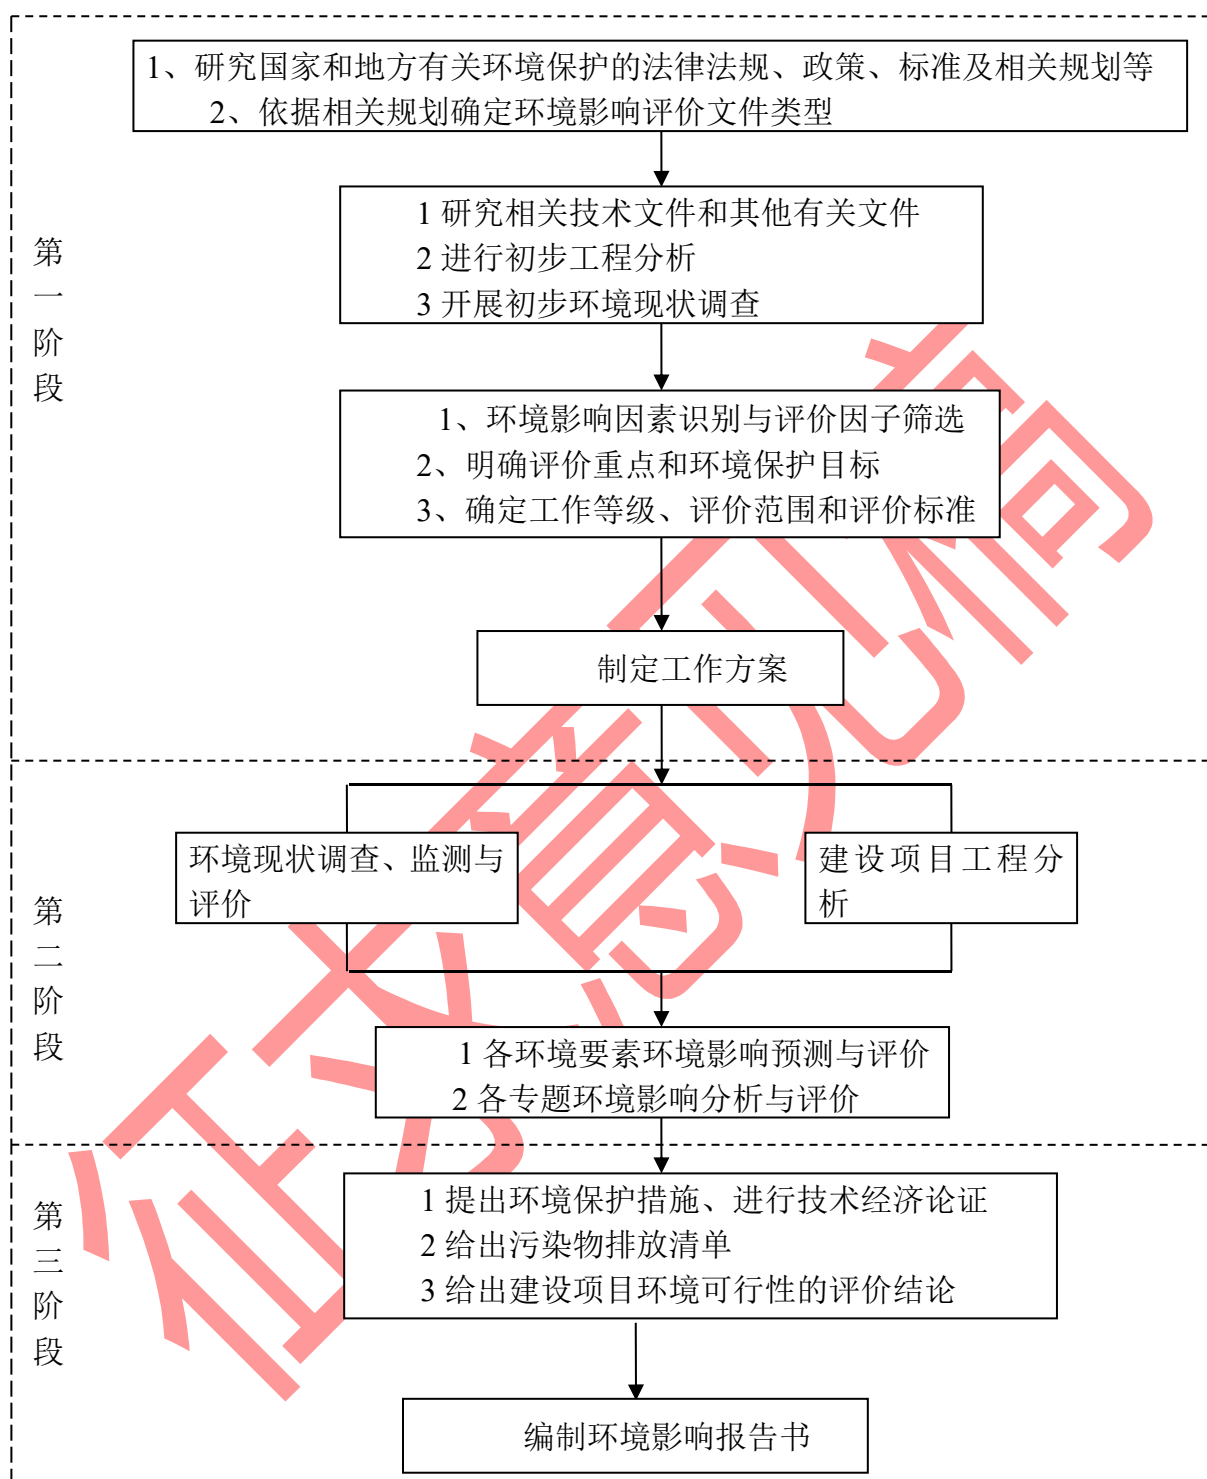 1、研究国家和地方有关环境保护的法律法规、政策、标准及相关规划等
2、依据相关规划确定环境影响评价文件类型
1 研究相关技术文件和其他有关文件
2 进行初步工程分析
3 开展初步环境现状调查
第一阶段
1、环境影响因素识别与评价因子筛选
2、明确评价重点和环境保护目标
3、确定工作等级、评价范围和评价标准
制定工作方案
环境现状调查、监测与
评价
建设项目工程分
析
第二阶段
1 各环境要素环境影响预测与评价
2 各专题环境影响分析与评价
1 提出环境保护措施、进行技术经济论证
2 给出污染物排放清单
3 给出建设项目环境可行性的评价结论
第三阶段
编制环境影响报告书
征求意见稿